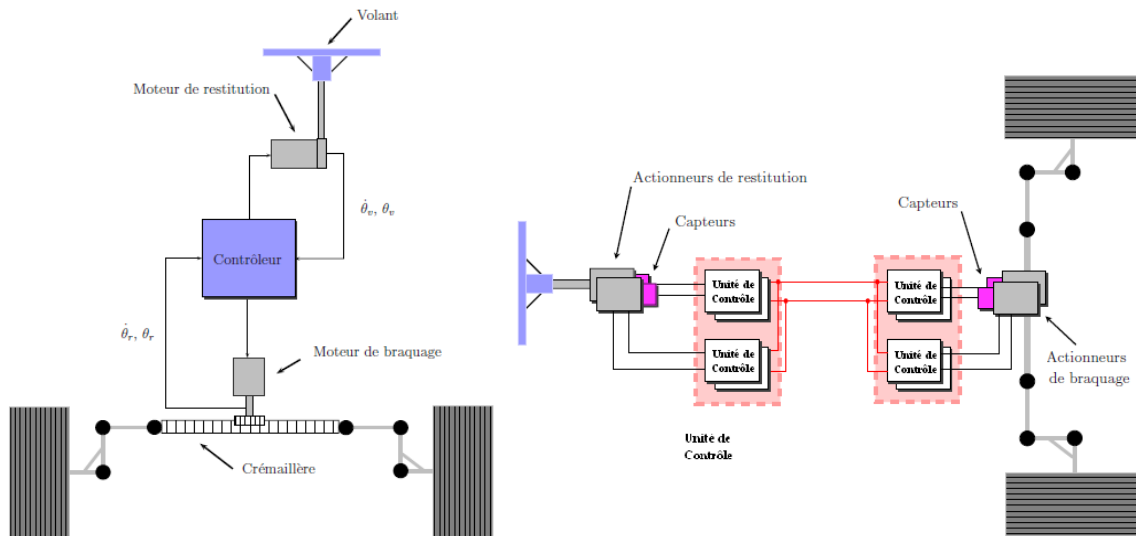 Volant
Moteur de restitution
θ̇v, θv
Contrôleur
θ̇r, θr
Moteur de braquage
Crémaillère
Actionneurs de restitution
Capteurs
Unité de
Contrôle
Unité de
Contrôle
Unité de
Contrôle
Capteurs
Unité de
Contrôle
Unité de
Contrôle
Actionneurs
de braquage